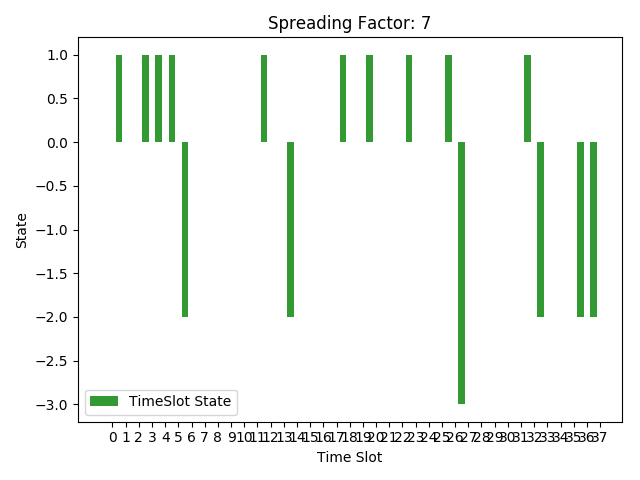 Spreading Factor: 7
1.0
0.5
0.0
−0.5
−1.0
−1.5
−2.0
−2.5
−3.0
State
TimeSlot State
0 1 2 3 4 5 6 7 8 9 10 11 12 13 14 15 16 17 18 19 20 21 22 23 24 25 26 27 28 29 30 31 32 33 34 35 36 37
Time Slot